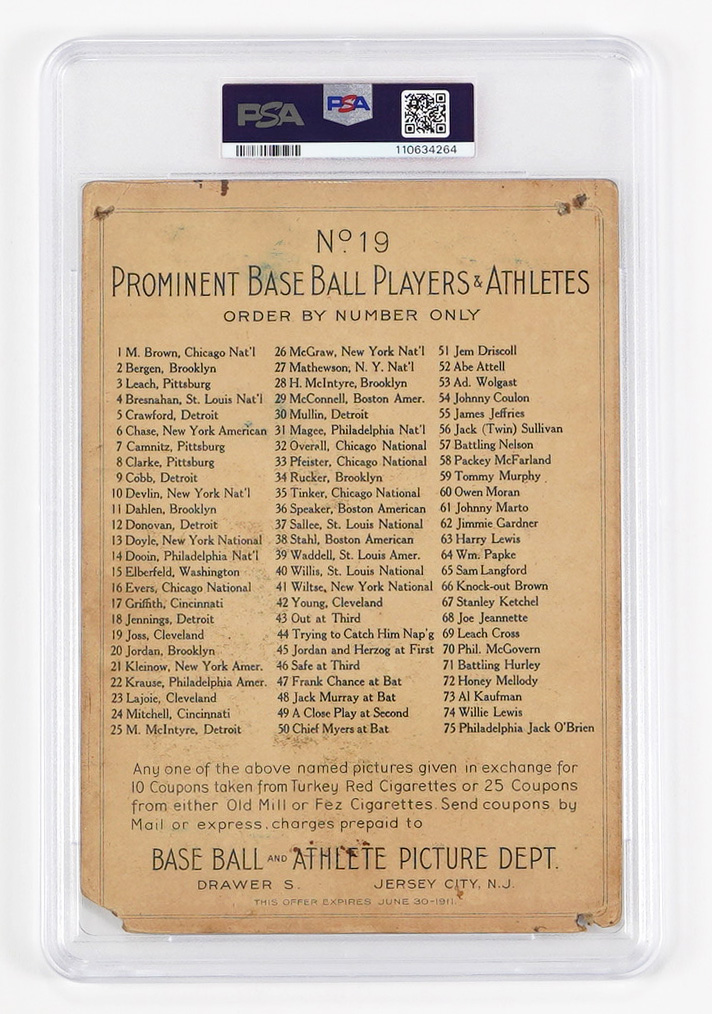 PSA
PSA
110634264
Nº 19
PROMINENT BASE BALL PLAYERS & ATHLETES
ORDER BY NUMBER ONLY
1 M. Brown, Chicago Nat'l
2 Bergen, Brooklyn
3 Leach, Pittsburg
4 Bresnahan, St. Louis Nat'l
5 Crawford, Detroit
6 Chase, New York American
7 Camnitz, Pittsburg
8 Clarke, Pittsburg
9 Cobb, Detroit
10 Devlin, New York Nat'l
11 Dahlen, Brooklyn
12 Donovan, Detroit
13 Doyle, New York National
14 Dooin, Philadelphia Nat'l
15 Elberfeld, Washington
16 Evers, Chicago National
17 Griffith, Cincinnati
18 Jennings, Detroit
19 Joss, Cleveland
20 Jordan, Brooklyn
21 Kleinow, New York Amer.
22 Krause, Philadelphia Amer.
23 Lajoie, Cleveland
24 Mitchell, Cincinnati
25 M. McIntyre, Detroit
26 McGraw, New York Nat'l
27 Mathewson, N. Y. Nat'l
28 H. McIntyre, Brooklyn
29 McConnell, Boston Amer.
30 Mullin, Detroit
31 Magee, Philadelphia Nat'l
32 Overall, Chicago National
33 Pfeister, Chicago National
34 Rucker, Brooklyn
35 Tinker, Chicago National
36 Speaker, Boston American
37 Sallee, St. Louis National
38 Stahl, Boston American
39 Waddell, St. Louis Amer.
40 Willis, St. Louis National
41 Wiltse, New York National
42 Young, Cleveland
43 Out at Third
44 Trying to Catch Him Nap'g
45 Jordan and Herzog at First
46 Safe at Third
47 Frank Chance at Bat
48 Jack Murray at Bat
49 A Close Play at Second
50 Chief Myers at Bat
51 Jem Driscoll
52 Abe Attell
53 Ad. Wolgast
54 Johnny Coulon
55 James Jeffries
56 Jack (Twin) Sullivan
57 Battling Nelson
58 Packey McFarland
59 Tommy Murphy
60 Owen Moran
61 Johnny Marto
62 Jimmie Gardner
63 Harry Lewis
64 Wm. Papke
65 Sam Langford
66 Knock-out Brown
67 Stanley Ketchel
68 Joe Jeannette
69 Leach Cross
70 Phil. McGovern
71 Battling Hurley
72 Honey Mellody
73 Al Kaufman
74 Willie Lewis
75 Philadelphia Jack O'Brien
Any one of the above named pictures given in exchange for
10 Coupons taken from Turkey Red Cigarettes or 25 Coupons
from either Old Mill or Fez Cigarettes. Send coupons by
Mail or express, charges prepaid to
BASE BALL AND ATHLETE PICTURE DEPT.
DRAWER S. JERSEY CITY, N.J.
THIS OFFER EXPIRES JUNE 30-1911.